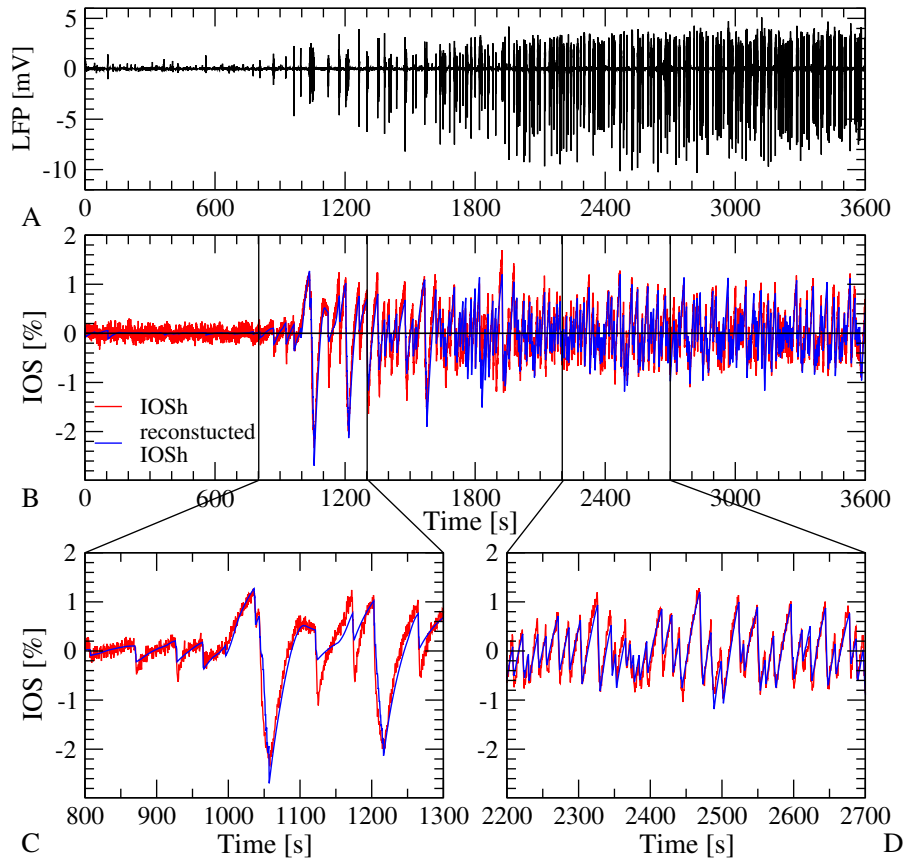 LFP [mV]
5
0
-5
-10
A
0 600 1200 1800 2400 3000 3600
IOS [%]
2
1
0
-1
-2
IOSh
reconstucted
IOSh
B
0 600 1200 1800 2400 3000 3600
Time [s]
IOS [%]
2
1
0
-1
-2
800 900 1000 1100 1200 1300
C
Time [s]
2
1
0
-1
-2
2200 2300 2400 2500 2600 2700
Time [s]
D